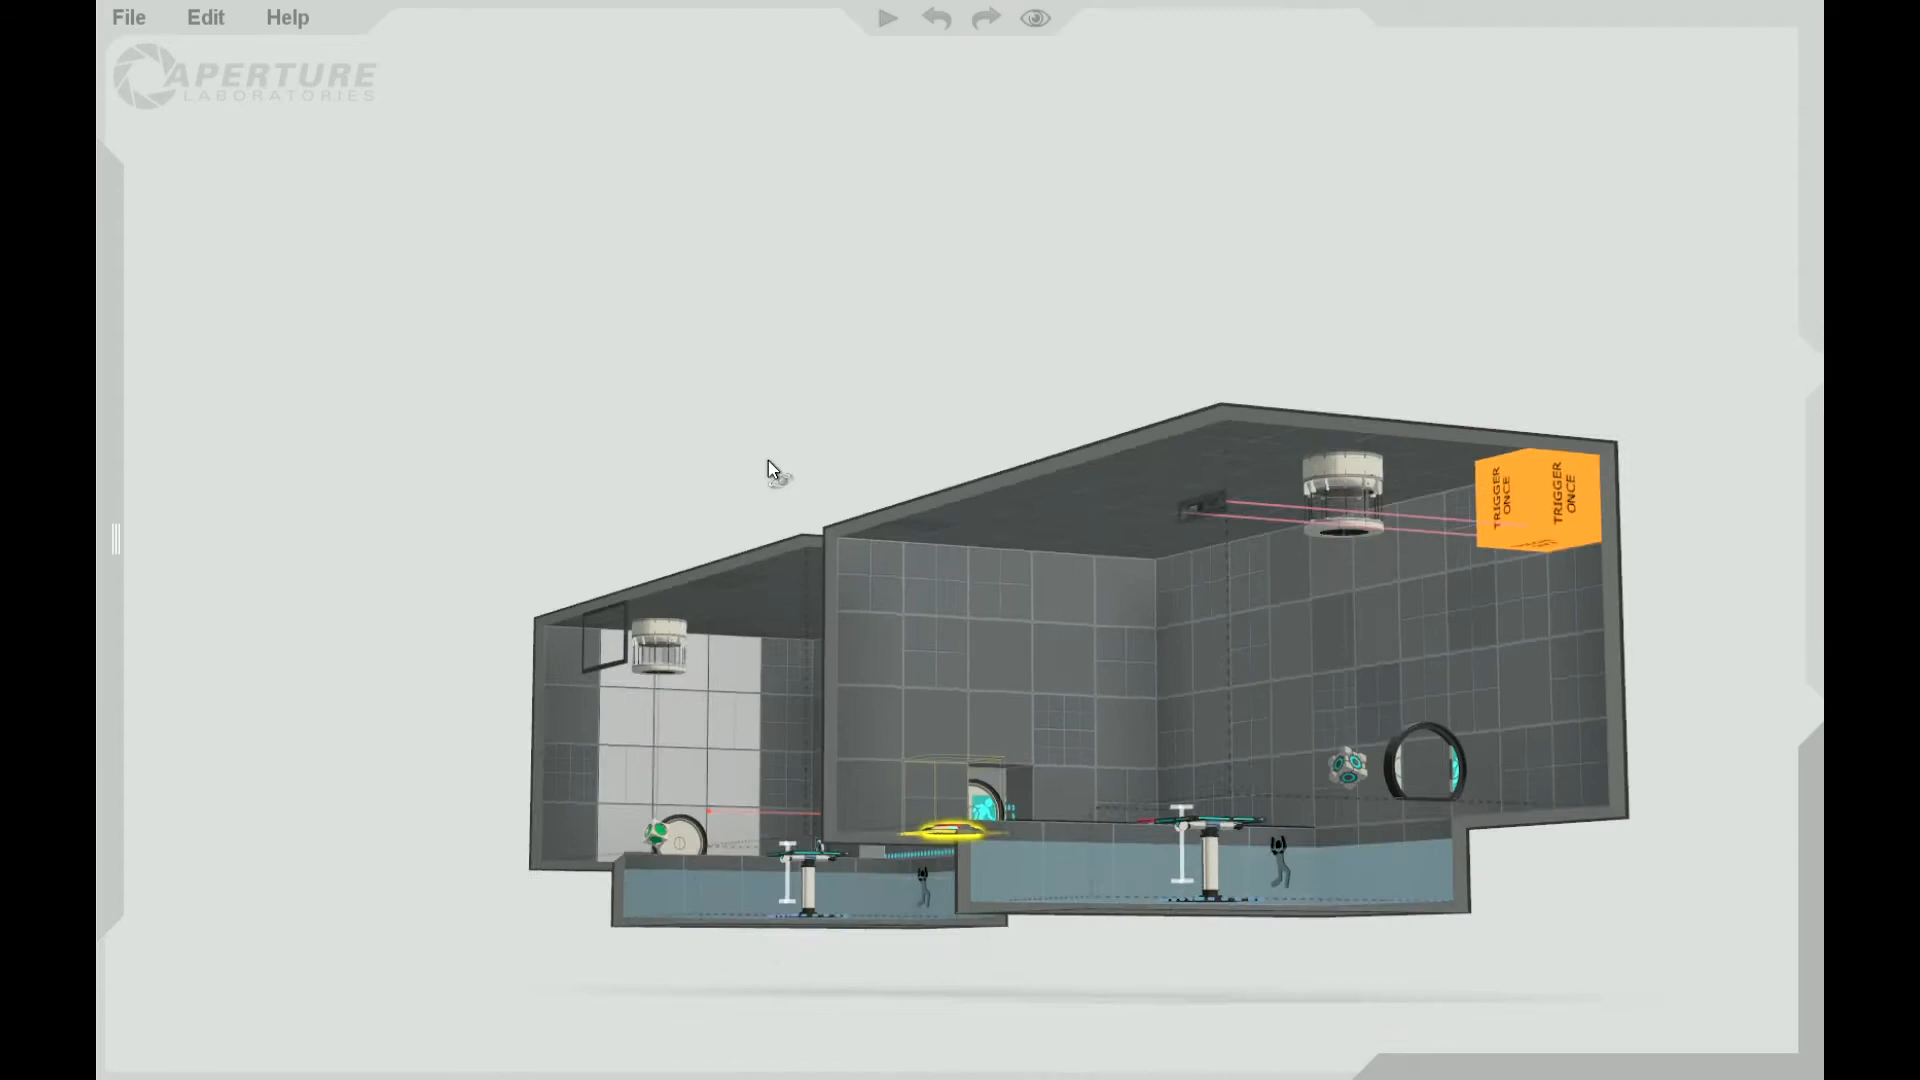 File Edit Help
APERTURE
LABORATORIES
TRIGGER ONCE
TRIGGER ONCE